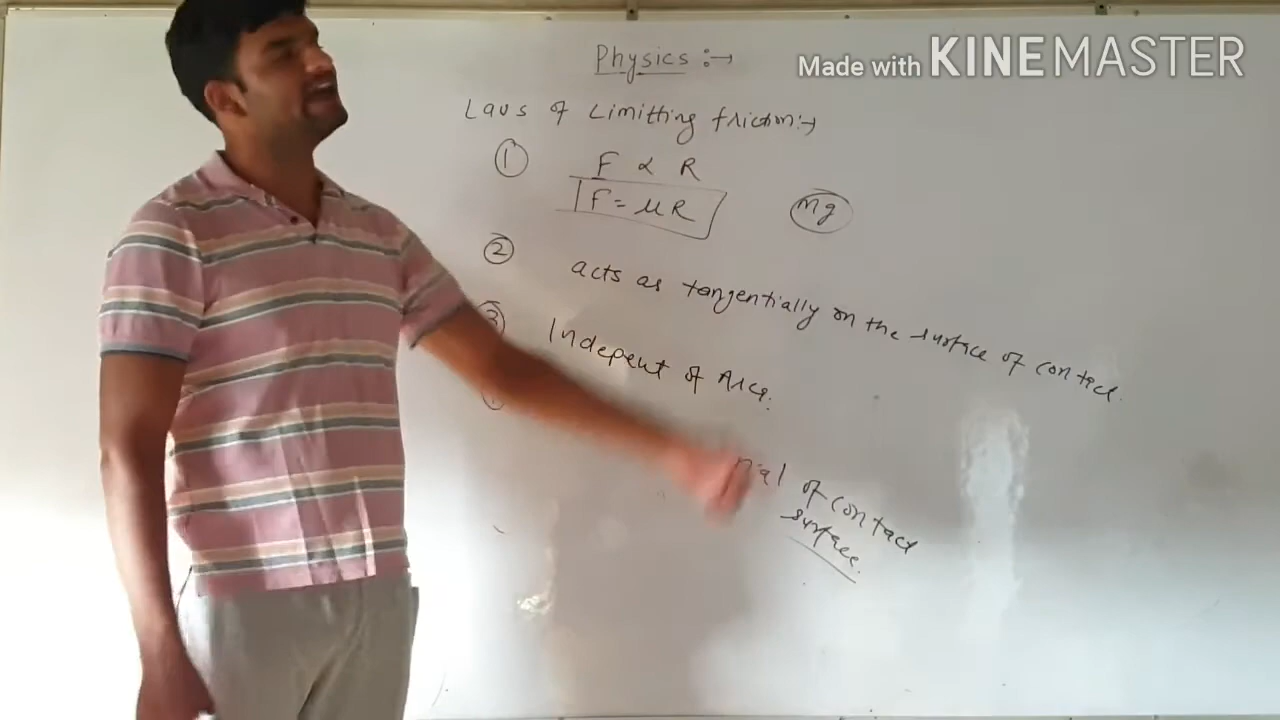 Physics :→
Made with KINEMASTER
Laws of Limitting friction:→
① F ∝ R
F = μR
mg
② acts as tangentially on the surface of contact.
③ Indepent of Area.
of contact
surface.